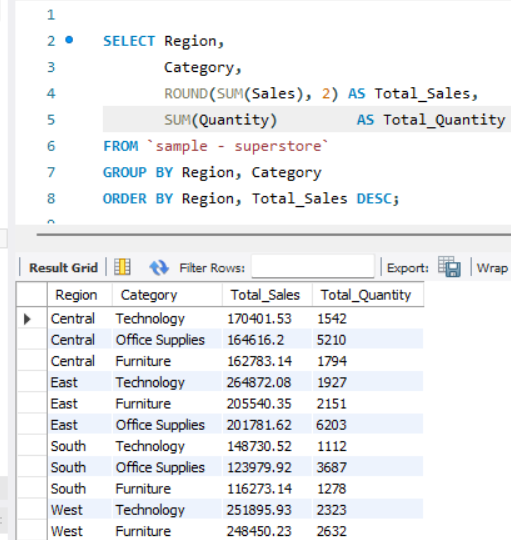 1
2 SELECT Region,
3 Category,
4 ROUND(SUM(Sales), 2) AS Total_Sales,
5 SUM(Quantity) AS Total_Quantity
6 FROM `sample - superstore`
7 GROUP BY Region, Category
8 ORDER BY Region, Total_Sales DESC;
Result Grid Filter Rows: Export: Wrap
Region Category Total_Sales Total_Quantity
Central Technology 170401.53 1542
Central Office Supplies 164616.2 5210
Central Furniture 162783.14 1794
East Technology 264872.08 1927
East Furniture 205540.35 2151
East Office Supplies 201781.62 6203
South Technology 148730.52 1112
South Office Supplies 123979.92 3687
South Furniture 116273.14 1278
West Technology 251895.93 2323
West Furniture 248450.23 2632